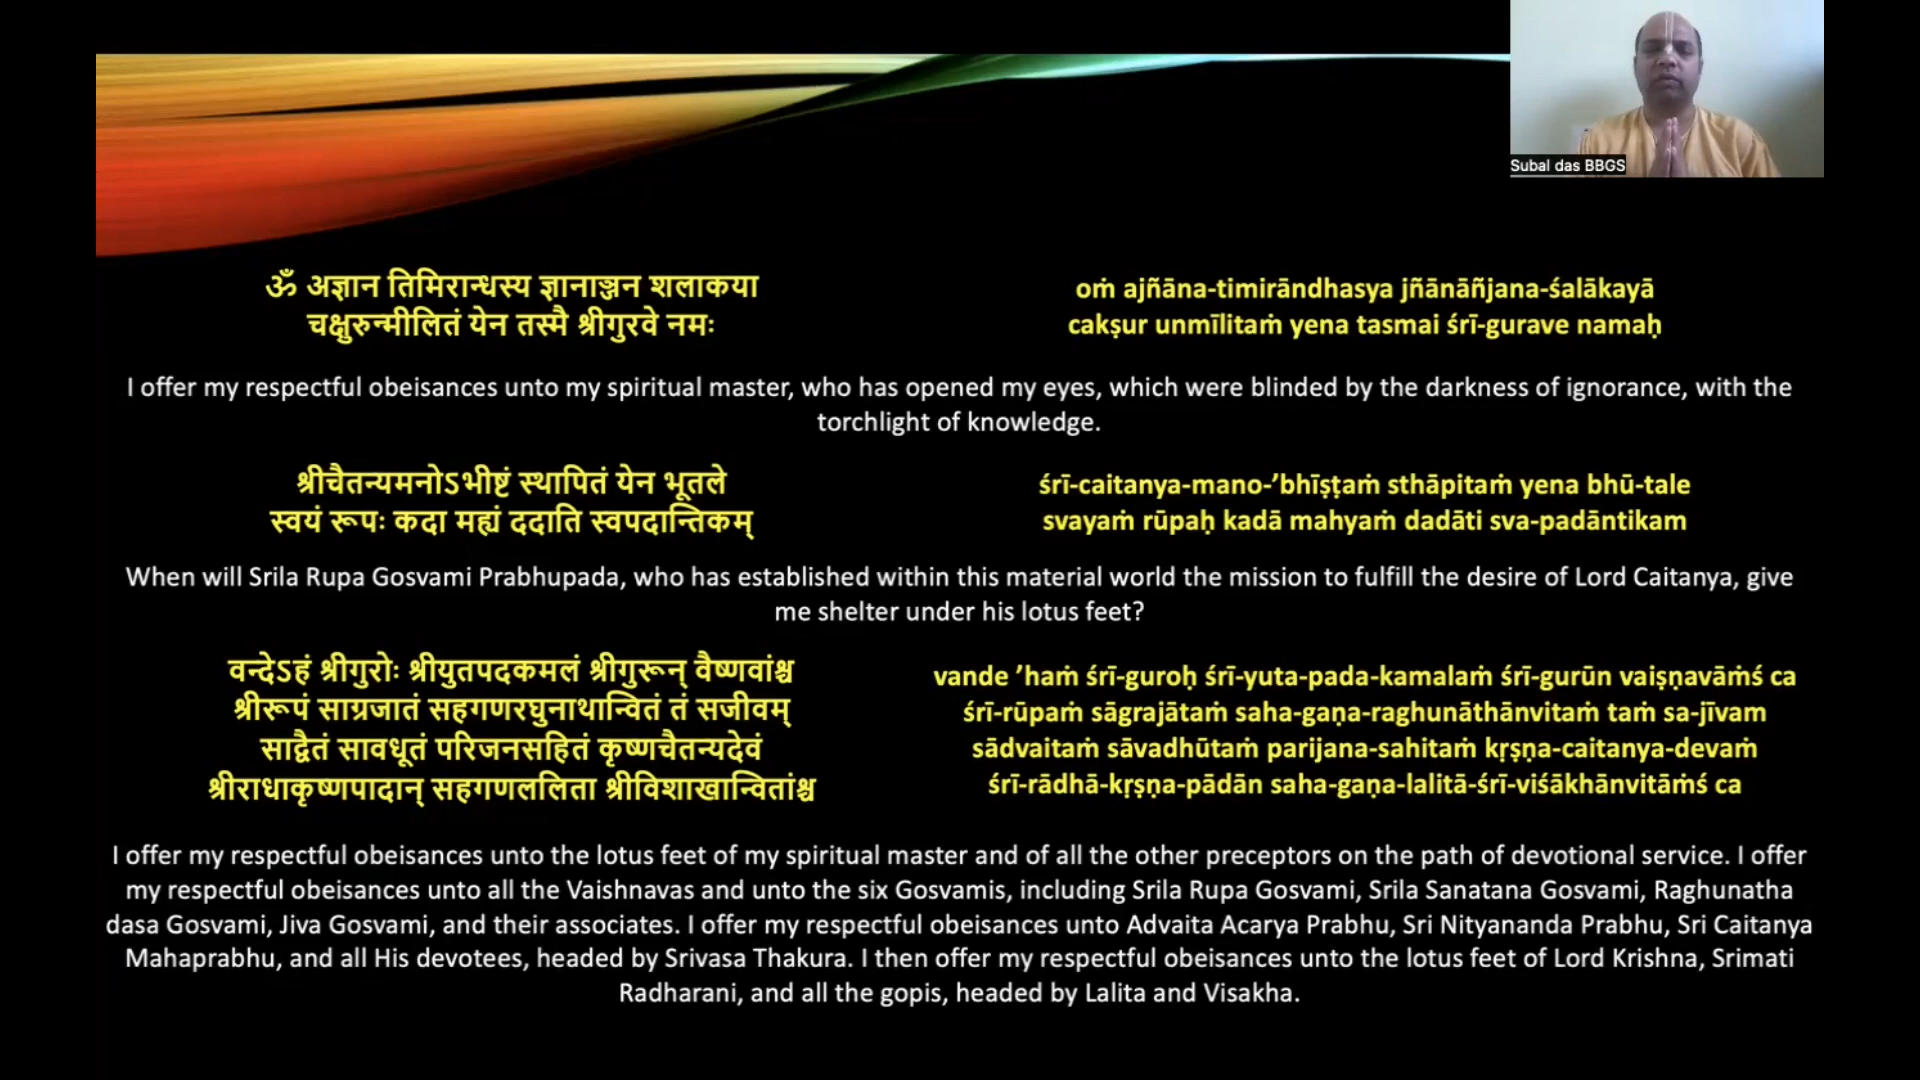 Subal das BBGS
ॐ अज्ञान तिमिरान्धस्य ज्ञानाञ्जन शलाकया
चक्षुरुन्मीलितं येन तस्मै श्रीगुरवे नमः
oṁ ajñāna-timirāndhasya jñānāñjana-śalākayā
cakṣur unmīlitaṁ yena tasmai śrī-gurave namaḥ
I offer my respectful obeisances unto my spiritual master, who has opened my eyes, which were blinded by the darkness of ignorance, with the
torchlight of knowledge.
श्रीचैतन्यमनोऽभीष्टं स्थापितं येन भूतले
स्वयं रूपः कदा मह्यं ददाति स्वपदान्तिकम्
śrī-caitanya-mano-’bhīṣṭaṁ sthāpitaṁ yena bhū-tale
svayaṁ rūpaḥ kadā mahyaṁ dadāti sva-padāntikam
When will Srila Rupa Gosvami Prabhupada, who has established within this material world the mission to fulfill the desire of Lord Caitanya, give
me shelter under his lotus feet?
वन्देऽहं श्रीगुरोः श्रीयुतपदकमलं श्रीगुरून् वैष्णवांश्च
श्रीरूपं साग्रजातं सहगणरघुनाथान्वितं तं सजीवम्
साद्वैतं सावधूतं परिजनसहितं कृष्णचैतन्यदेवं
श्रीराधाकृष्णपादान् सहगणललिता श्रीविशाखान्वितांश्च
vande ’haṁ śrī-guroḥ śrī-yuta-pada-kamalaṁ śrī-gurūn vaiṣṇavāṁś ca
śrī-rūpaṁ sāgrajātaṁ saha-gaṇa-raghunāthānvitaṁ taṁ sa-jīvam
sādvaitaṁ sāvadhūtaṁ parijana-sahitaṁ kṛṣṇa-caitanya-devaṁ
śrī-rādhā-kṛṣṇa-pādān saha-gaṇa-lalitā-śrī-viśākhānvitāṁś ca
I offer my respectful obeisances unto the lotus feet of my spiritual master and of all the other preceptors on the path of devotional service. I offer
my respectful obeisances unto all the Vaishnavas and unto the six Gosvamis, including Srila Rupa Gosvami, Srila Sanatana Gosvami, Raghunatha
dasa Gosvami, Jiva Gosvami, and their associates. I offer my respectful obeisances unto Advaita Acarya Prabhu, Sri Nityananda Prabhu, Sri Caitanya
Mahaprabhu, and all His devotees, headed by Srivasa Thakura. I then offer my respectful obeisances unto the lotus feet of Lord Krishna, Srimati
Radharani, and all the gopis, headed by Lalita and Visakha.